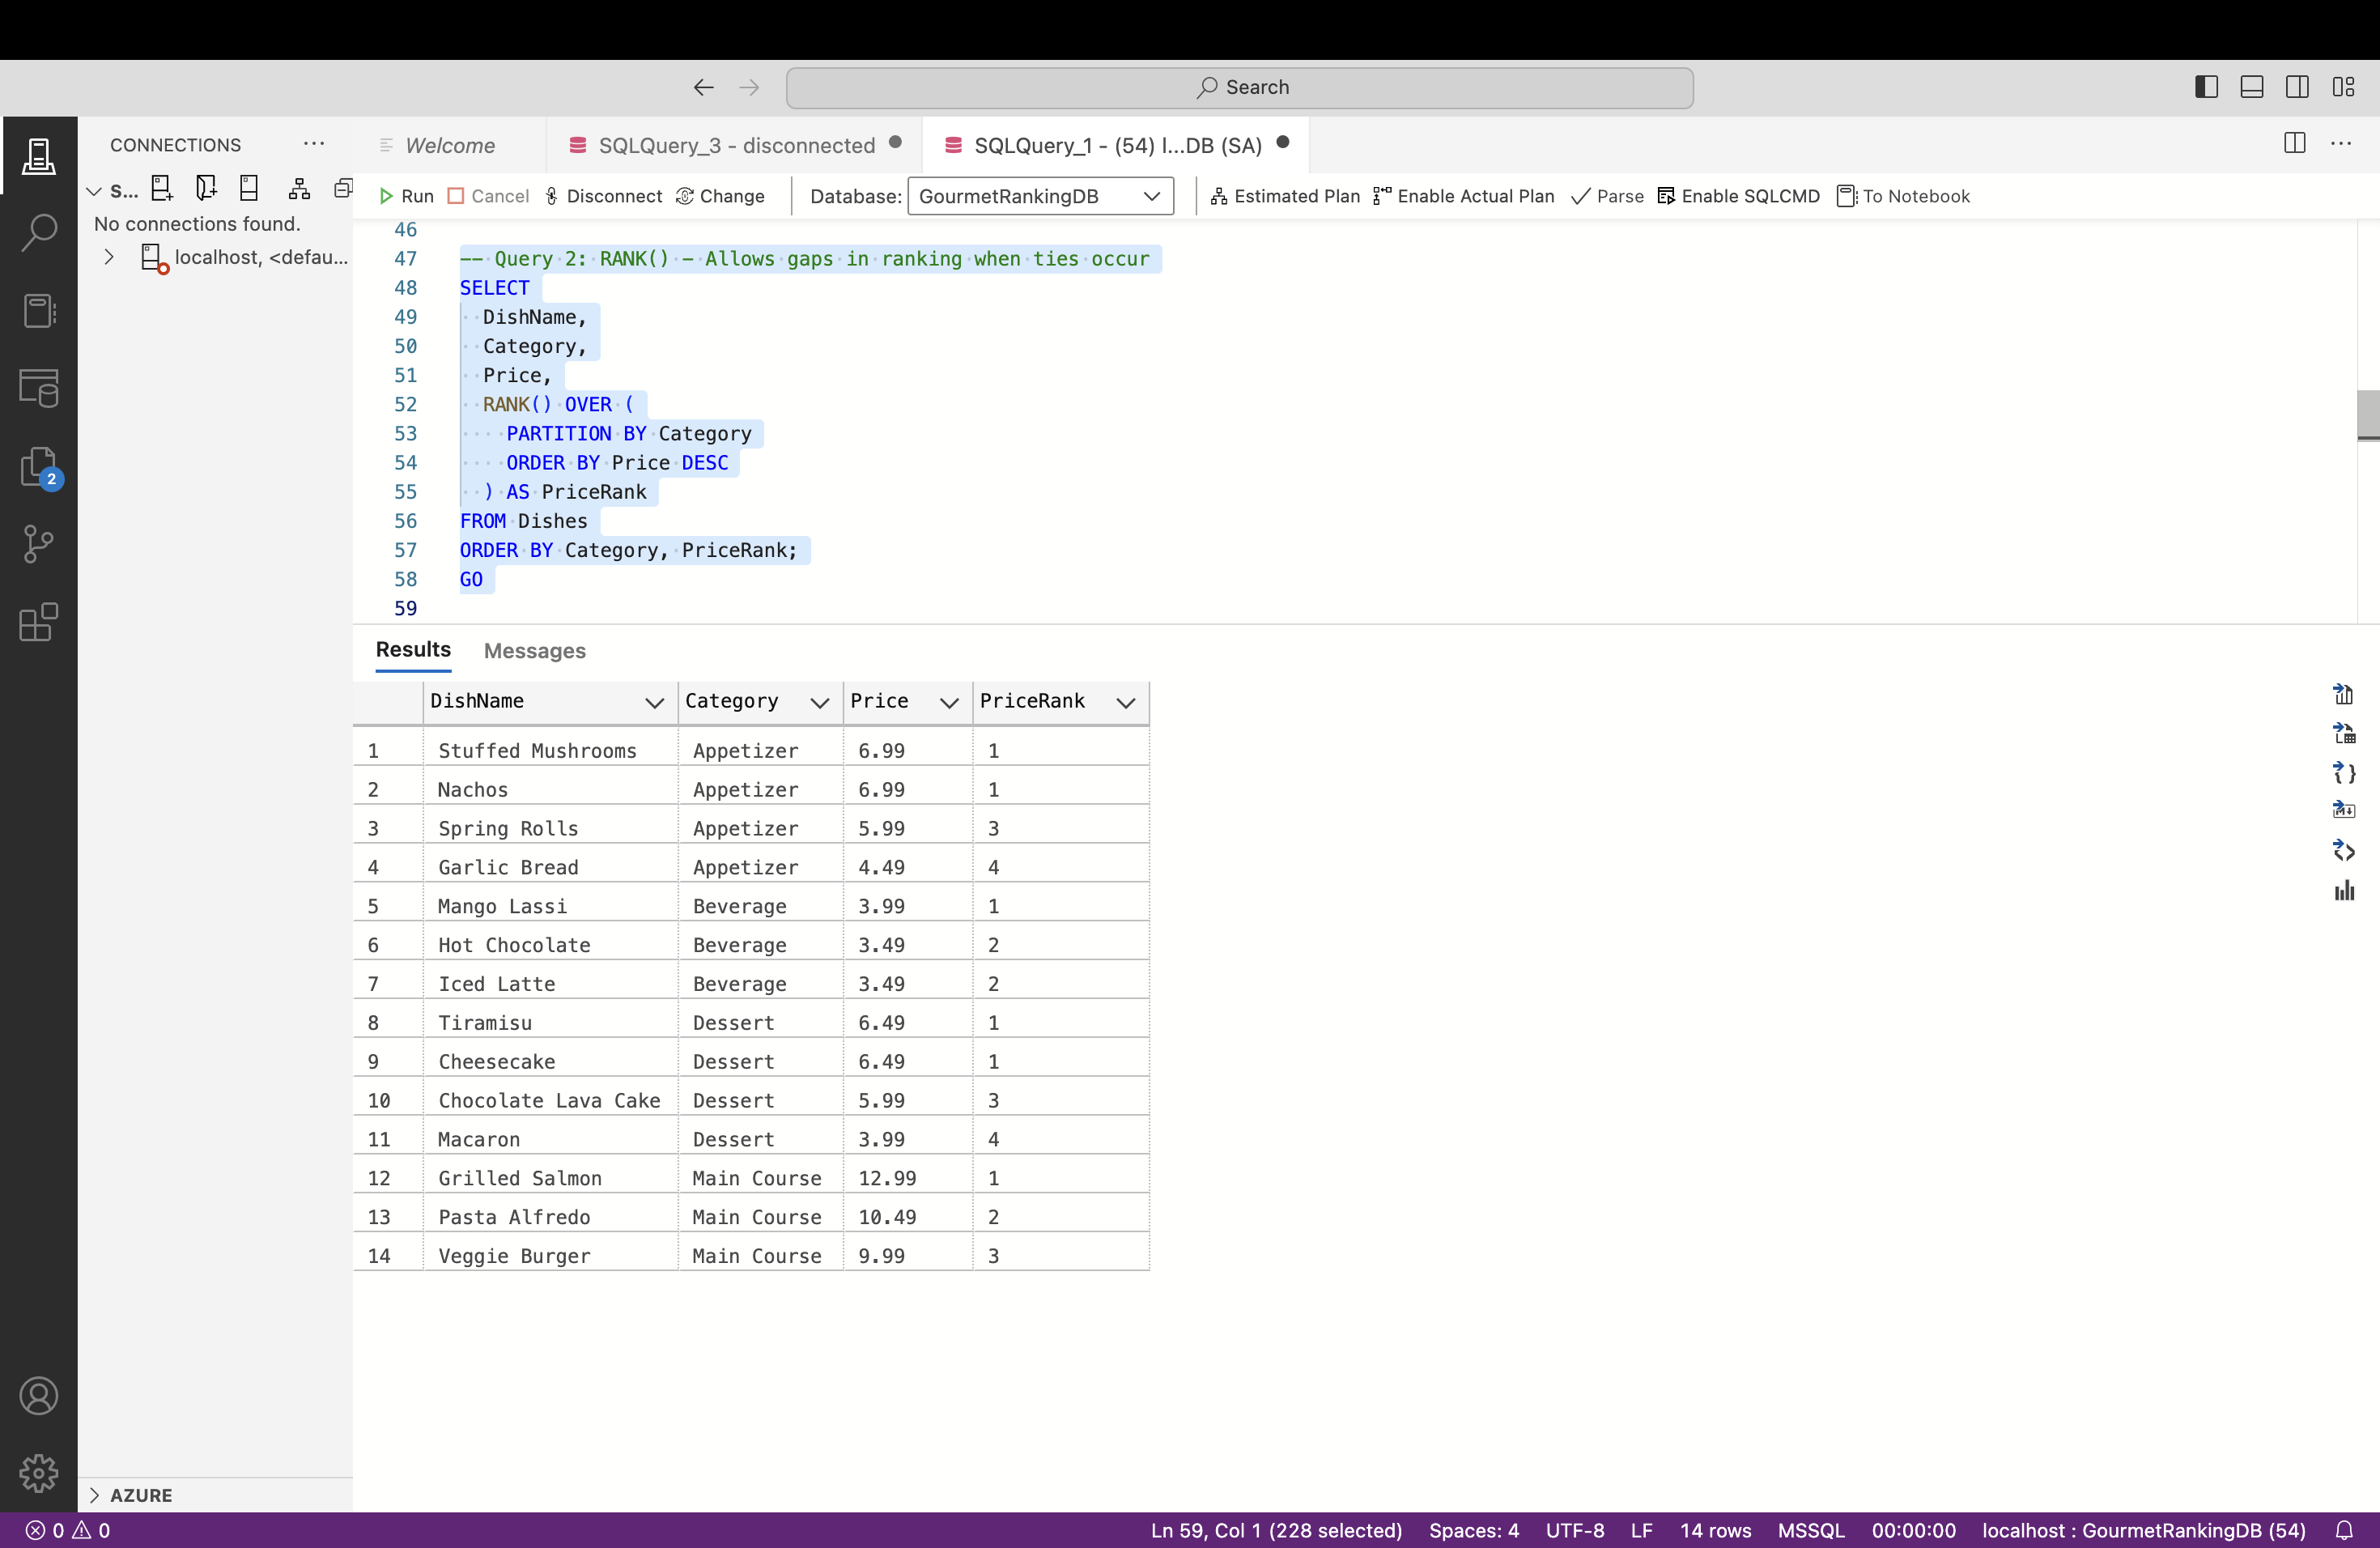 Search
CONNECTIONS
Welcome
SQLQuery_3 - disconnected
SQLQuery_1 - (54) l...DB (SA)
S...
Run
Cancel
Disconnect
Change
Database:
GourmetRankingDB
Estimated Plan
Enable Actual Plan
Parse
Enable SQLCMD
To Notebook
No connections found.
localhost, <defau...
2
46
47 -- Query 2: RANK() - Allows gaps in ranking when ties occur
48 SELECT
49 DishName,
50 Category,
51 Price,
52 RANK() OVER (
53 PARTITION BY Category
54 ORDER BY Price DESC
55 ) AS PriceRank
56 FROM Dishes
57 ORDER BY Category, PriceRank;
58 GO
59
Results Messages
DishName Category Price PriceRank
1 Stuffed Mushrooms Appetizer 6.99 1
2 Nachos Appetizer 6.99 1
3 Spring Rolls Appetizer 5.99 3
4 Garlic Bread Appetizer 4.49 4
5 Mango Lassi Beverage 3.99 1
6 Hot Chocolate Beverage 3.49 2
7 Iced Latte Beverage 3.49 2
8 Tiramisu Dessert 6.49 1
9 Cheesecake Dessert 6.49 1
10 Chocolate Lava Cake Dessert 5.99 3
11 Macaron Dessert 3.99 4
12 Grilled Salmon Main Course 12.99 1
13 Pasta Alfredo Main Course 10.49 2
14 Veggie Burger Main Course 9.99 3
AZURE
0 0
Ln 59, Col 1 (228 selected) Spaces: 4 UTF-8 LF 14 rows MSSQL 00:00:00 localhost : GourmetRankingDB (54)